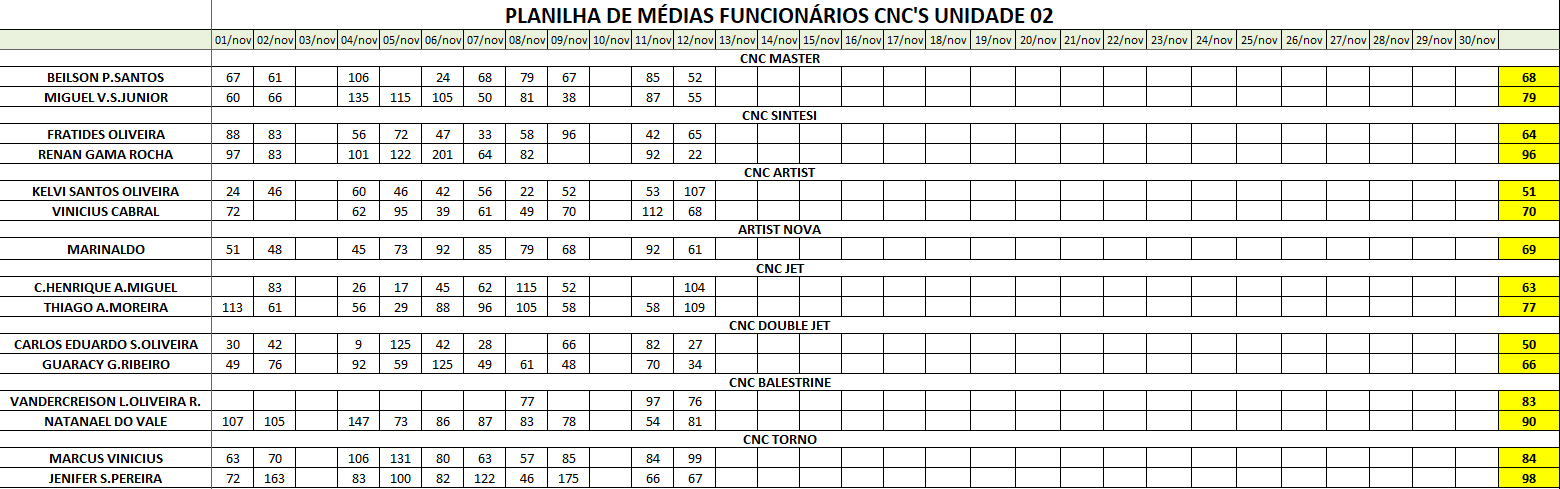 PLANILHA DE MÉDIAS FUNCIONÁRIOS CNC'S UNIDADE 02
01/nov 02/nov 03/nov 04/nov 05/nov 06/nov 07/nov 08/nov 09/nov 10/nov 11/nov 12/nov 13/nov 14/nov 15/nov 16/nov 17/nov 18/nov 19/nov 20/nov 21/nov 22/nov 23/nov 24/nov 25/nov 26/nov 27/nov 28/nov 29/nov 30/nov
CNC MASTER
BEILSON P.SANTOS 67 61 106 24 68 79 67 85 52 68
MIGUEL V.S.JUNIOR 60 66 135 115 105 50 81 38 87 55 79
CNC SINTESI
FRATIDES OLIVEIRA 88 83 56 72 47 33 58 96 42 65 64
RENAN GAMA ROCHA 97 83 101 122 201 64 82 92 22 96
CNC ARTIST
KELVI SANTOS OLIVEIRA 24 46 60 46 42 56 22 52 53 107 51
VINICIUS CABRAL 72 62 95 39 61 49 70 112 68 70
ARTIST NOVA
MARINALDO 51 48 45 73 92 85 79 68 92 61 69
CNC JET
C.HENRIQUE A.MIGUEL 83 26 17 45 62 115 52 104 63
THIAGO A.MOREIRA 113 61 56 29 88 96 105 58 58 109 77
CNC DOUBLE JET
CARLOS EDUARDO S.OLIVEIRA 30 42 9 125 42 28 66 82 27 50
GUARACY G.RIBEIRO 49 76 92 59 125 49 61 48 70 34 66
CNC BALESTRINE
VANDERCREISON L.OLIVEIRA R. 77 97 76 83
NATANAEL DO VALE 107 105 147 73 86 87 83 78 54 81 90
CNC TORNO
MARCUS VINICIUS 63 70 106 131 80 63 57 85 84 99 84
JENIFER S.PEREIRA 72 163 83 100 82 122 46 175 66 67 98